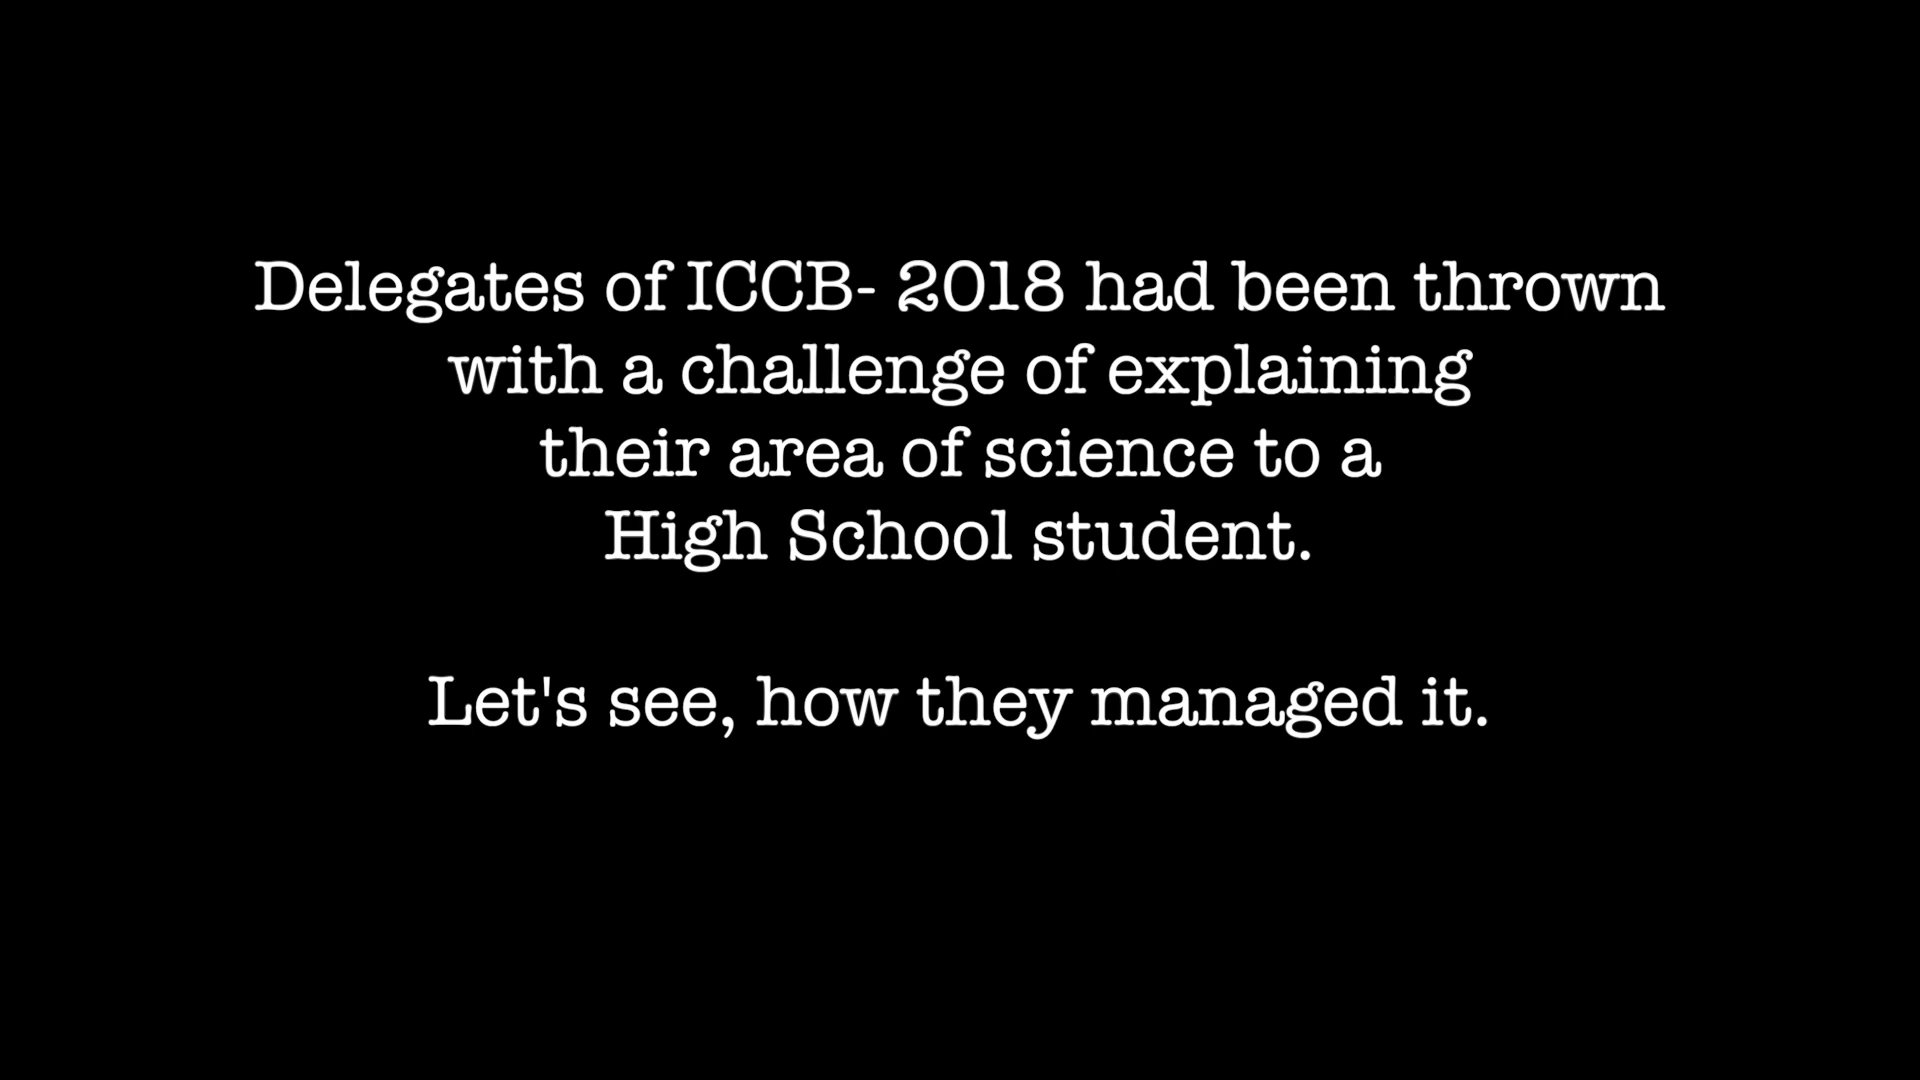 Delegates of ICCB- 2018 had been thrown
with a challenge of explaining
their area of science to a
High School student.
Let's see, how they managed it.